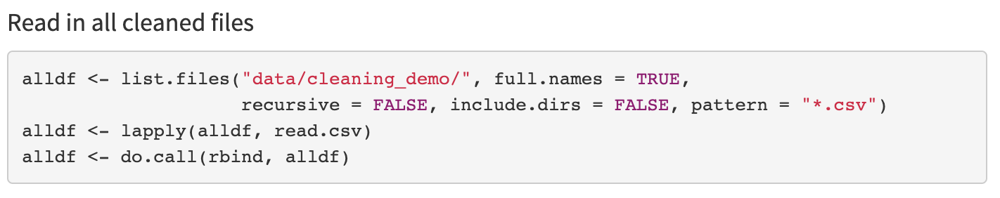 Read in all cleaned files
alldf <- list.files("data/cleaning_demo/", full.names = TRUE,
                    recursive = FALSE, include.dirs = FALSE, pattern = "*.csv")
alldf <- lapply(alldf, read.csv)
alldf <- do.call(rbind, alldf)